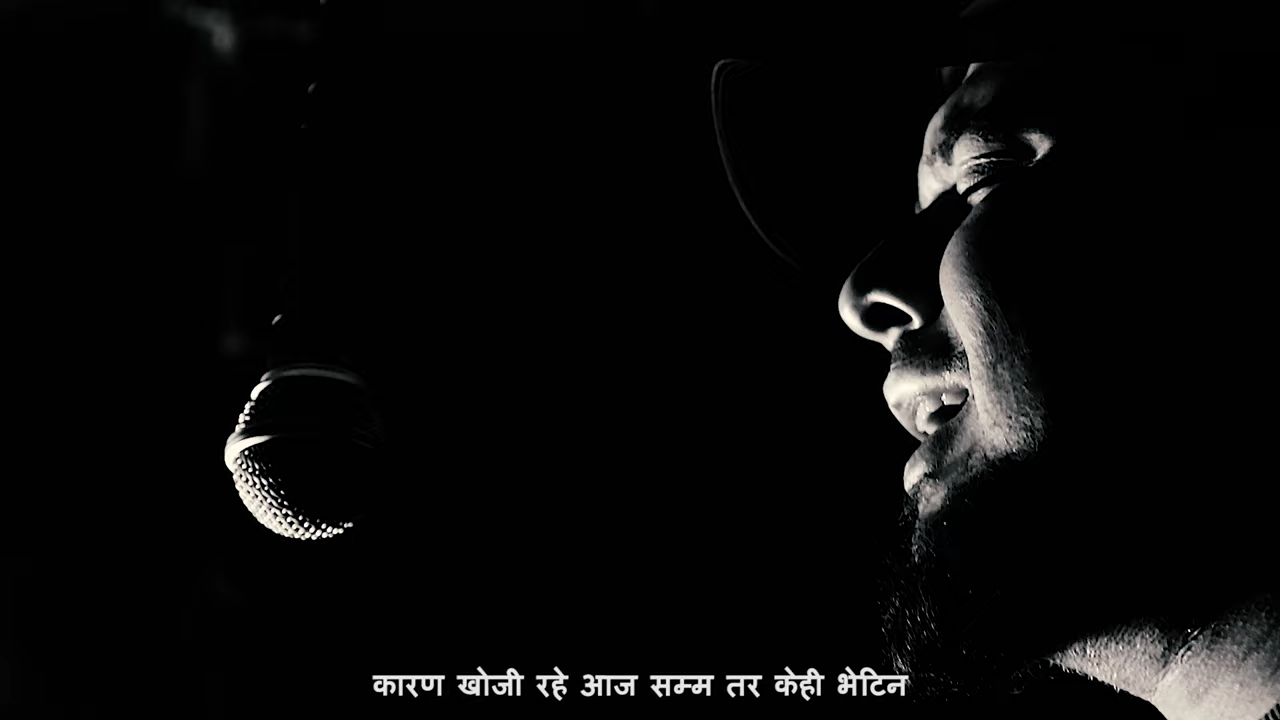 कारण खोजी रहे आज सम्म तर केही भेटिन